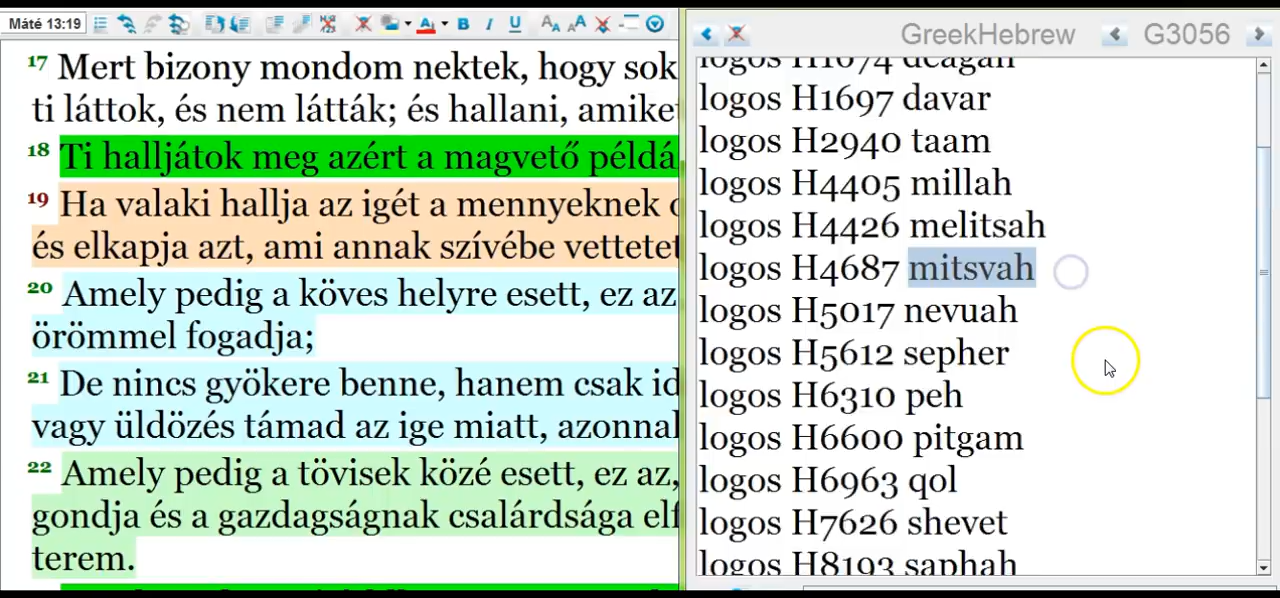 Máté 13:19
17 Mert bizony mondom nektek, hogy sok
ti láttok, és nem látták; és hallani, amiket
18 Ti halljátok meg azért a magvető példá
19 Ha valaki hallja az igét a mennyeknek
és elkapja azt, ami annak szívébe vettetet
20 Amely pedig a köves helyre esett, ez az
örömmel fogadja;
21 De nincs gyökere benne, hanem csak id
vagy üldözés támad az ige miatt, azonnal
22 Amely pedig a tövisek közé esett, ez az,
gondja és a gazdagságnak csalárdsága elf
terem.
GreekHebrew G3056
logos H1674 deagah
logos H1697 davar
logos H2940 taam
logos H4405 millah
logos H4426 melitsah
logos H4687 mitsvah
logos H5017 nevuah
logos H5612 sepher
logos H6310 peh
logos H6600 pitgam
logos H6963 qol
logos H7626 shevet
logos H8193 saphah